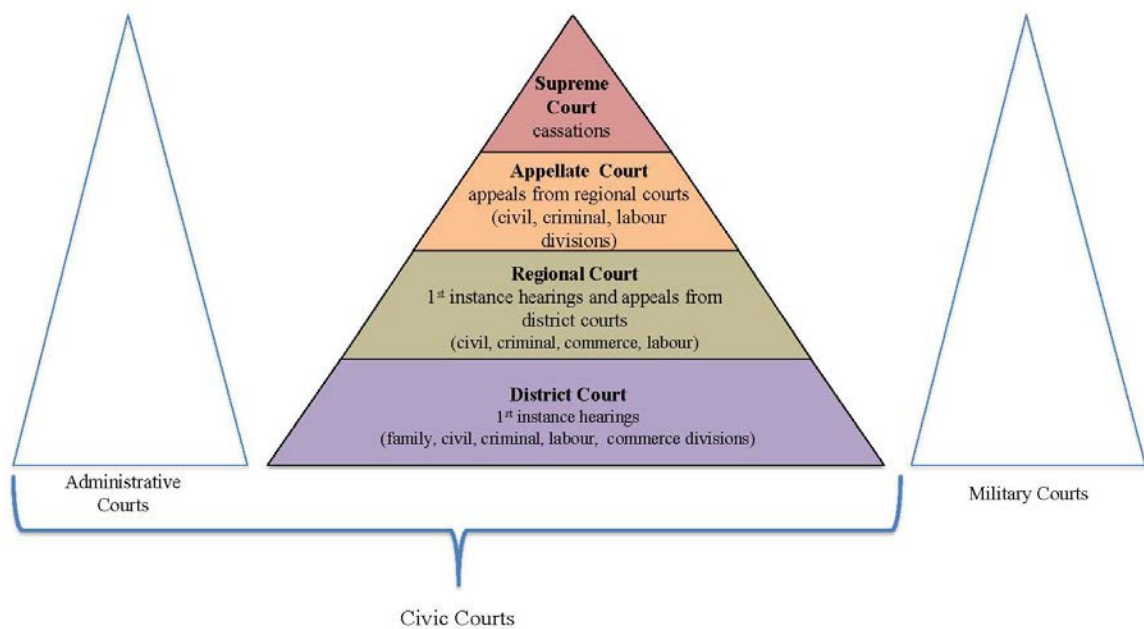 Supreme
Court
cassations
Appellate Court
appeals from regional courts
(civil, criminal, labour
divisions)
Regional Court
1st instance hearings and appeals from
district courts
(civil, criminal, commerce, labour)
District Court
1st instance hearings
(family, civil, criminal, labour, commerce divisions)
Administrative
Courts
Military Courts
Civic Courts